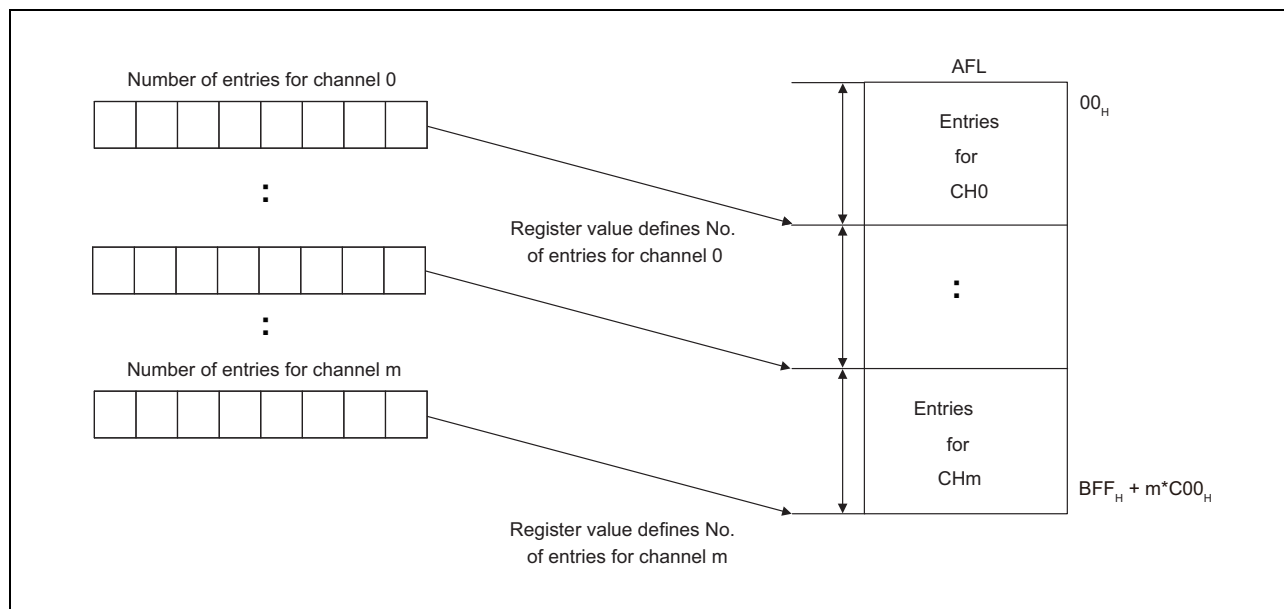 Number of entries for channel 0
:
Register value defines No.
of entries for channel 0
:
Number of entries for channel m
Register value defines No.
of entries for channel m
AFL
00H
Entries
for
CH0
:
Entries
for
CHm
BFFH + m*C00H